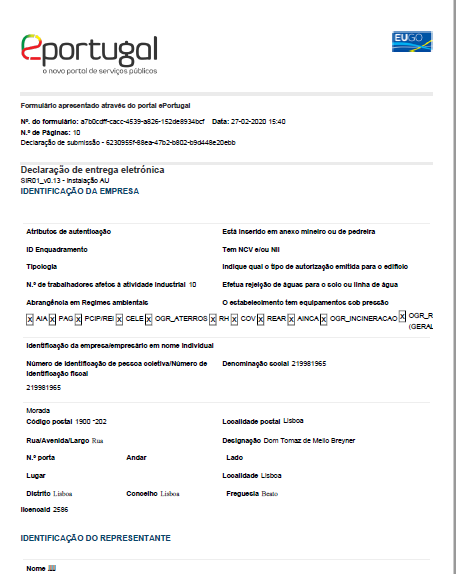 eportugal
o novo portal de serviços públicos
EUGO
Formulário apresentado através do portal ePortugal
Nº. do formulário: a7b0cdff-cacc-4539-a826-152de8934bcf Data: 27-02-2020 15:40
N.º de Páginas: 10
Declaração de submissão - 6230955f-88ea-47b2-b802-b9d448e20ebb
Declaração de entrega eletrónica
SIR01_v0.13 - Instalação AU
IDENTIFICAÇÃO DA EMPRESA
Atributos de autenticação Está inserido em anexo mineiro ou de pedreira
ID Enquadramento Tem NCV e/ou NII
Tipologia Indique qual o tipo de autorização emitida para o edifício
N.º de trabalhadores afetos à atividade industrial 10 Efetua rejeição de águas para o solo ou linha de água
Abrangência em Regimes ambientais O estabelecimento tem equipamentos sob pressão
X AIA X PAG X PCIP/REI X CELE X OGR_ATERROS X RH X COV X REAR X AINCA X OGR_INCINERACAO X OGR_R
(GERAL
Identificação da empresa/empresário em nome individual
Número de identificação de pessoa coletiva/Número de Denominação social 219981965
Identificação fiscal
219981965
Morada
Código postal 1900 -202 Localidade postal Lisboa
Rua/Avenida/Largo Rua Designação Dom Tomaz de Mello Breyner
N.º porta Andar Lado
Lugar Localidade Lisboa
Distrito Lisboa Concelho Lisboa Freguesia Beato
licenceId 2586
IDENTIFICAÇÃO DO REPRESENTANTE
Nome